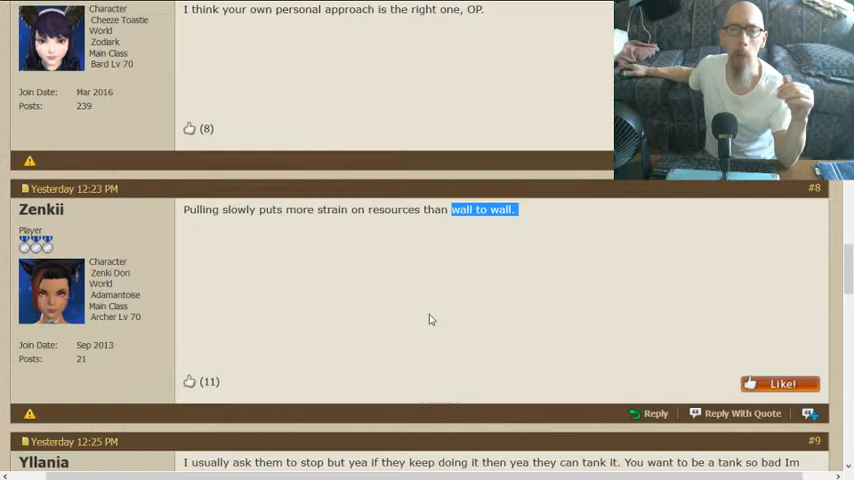 Character
Cheeze Toastie
World
Zodiark
Main Class
Bard Lv 70
Join Date: Mar 2016
Posts: 239
I think your own personal approach is the right one, OP.
(8)
Yesterday 12:23 PM #8
Zenkii
Player
Character
Zenki Don
World
Adamantoise
Main Class
Archer Lv 70
Join Date: Sep 2013
Posts: 21
Pulling slowly puts more strain on resources than wall to wall.
(11)
Like!
Reply Reply With Quote
Yesterday 12:25 PM #9
Yllania
I usually ask them to stop but yea if they keep doing it then yea they can tank it. You want to be a tank so bad Im